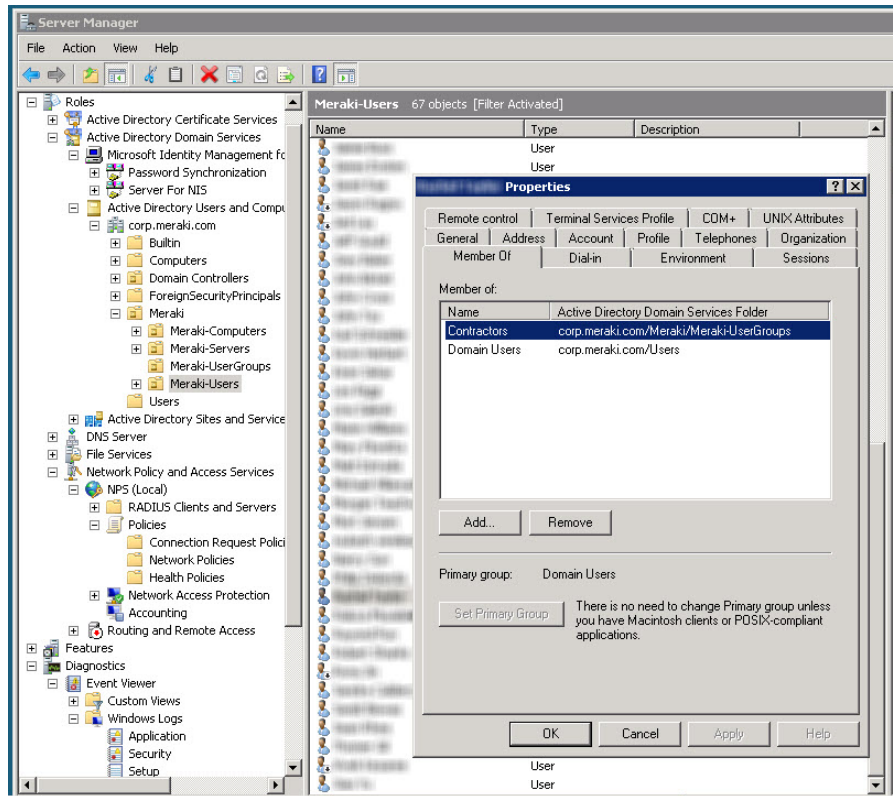 Server Manager
File Action View Help
Roles
Active Directory Certificate Services
Active Directory Domain Services
Microsoft Identity Management fc
Password Synchronization
Server For NIS
Active Directory Users and Compu
corp.meraki.com
Builtin
Computers
Domain Controllers
ForeignSecurityPrincipals
Meraki
Meraki-Computers
Meraki-Servers
Meraki-UserGroups
Meraki-Users
Users
Active Directory Sites and Service
DNS Server
File Services
Network Policy and Access Services
NPS (Local)
RADIUS Clients and Servers
Policies
Connection Request Polici
Network Policies
Health Policies
Network Access Protection
Accounting
Routing and Remote Access
Features
Diagnostics
Event Viewer
Custom Views
Windows Logs
Application
Security
Setup
Meraki-Users 67 objects [Filter Activated]
Name Type Description
User
User
Properties
Remote control Terminal Services Profile COM+ UNIX Attributes
General Address Account Profile Telephones Organization
Member Of Dial-in Environment Sessions
Member of:
Name Active Directory Domain Services Folder
Contractors corp.meraki.com/Meraki/Meraki-UserGroups
Domain Users corp.meraki.com/Users
Add... Remove
Primary group: Domain Users
Set Primary Group
There is no need to change Primary group unless
you have Macintosh clients or POSIX-compliant
applications.
OK Cancel Apply Help
User
User